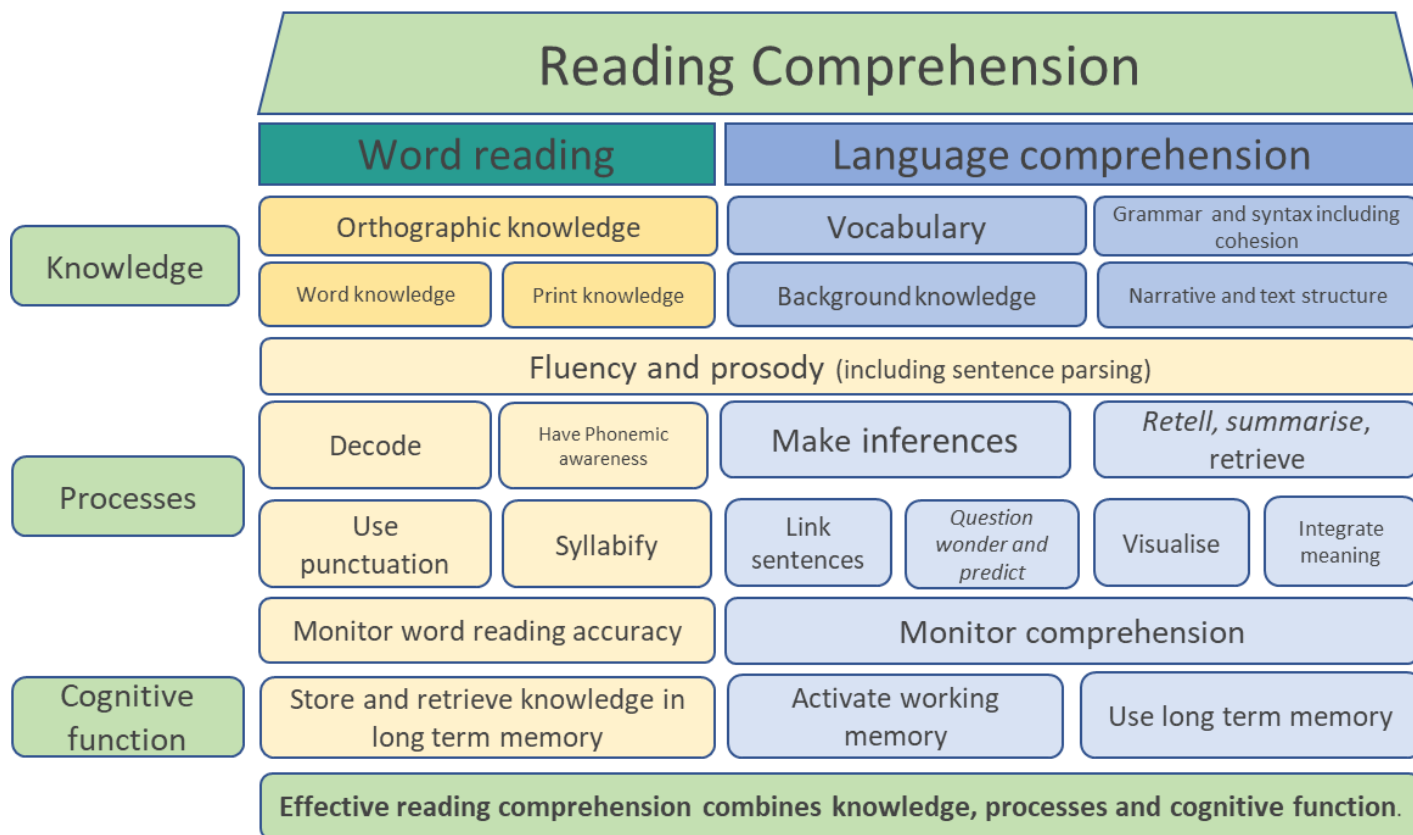 Reading Comprehension
Word reading
Language comprehension
Knowledge
Orthographic knowledge
Vocabulary
Grammar and syntax including
cohesion
Word knowledge
Print knowledge
Background knowledge
Narrative and text structure
Fluency and prosody (including sentence parsing)
Processes
Decode
Have Phonemic
awareness
Make inferences
Retell, summarise,
retrieve
Use
punctuation
Syllabify
Link
sentences
Question
wonder and
predict
Visualise
Integrate
meaning
Monitor word reading accuracy
Monitor comprehension
Cognitive
function
Store and retrieve knowledge in
long term memory
Activate working
memory
Use long term memory
Effective reading comprehension combines knowledge, processes and cognitive function.